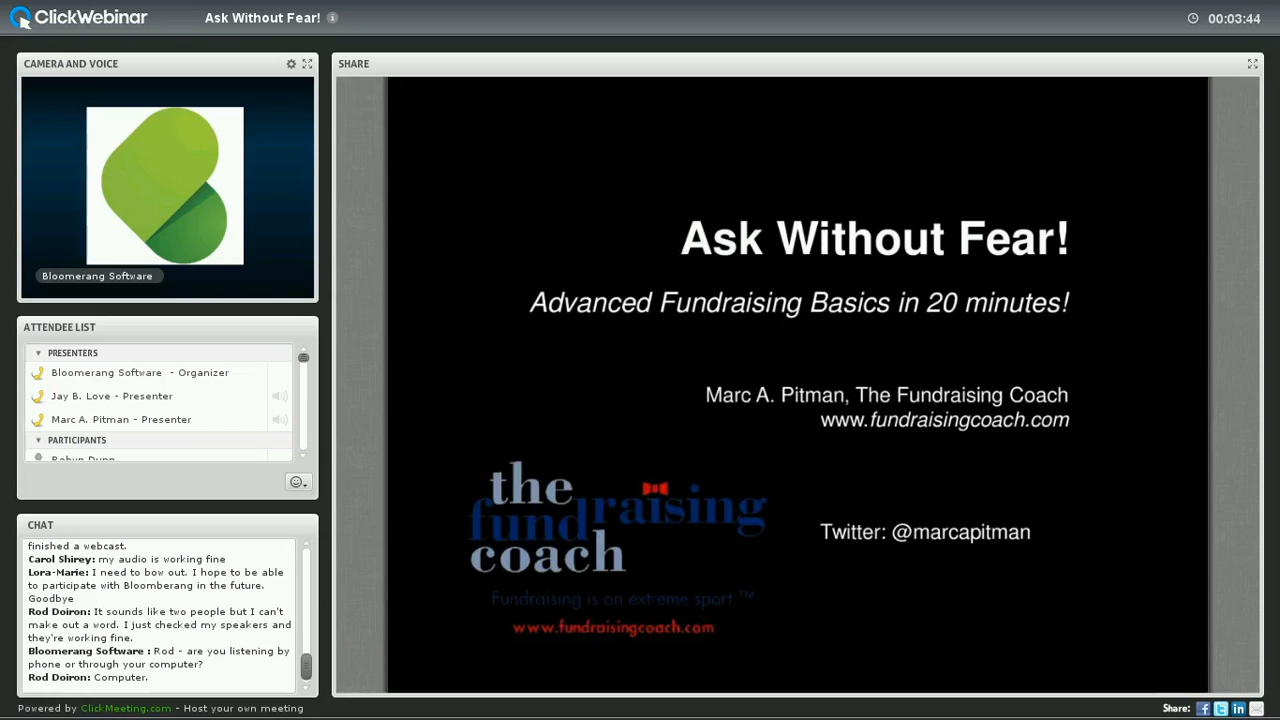 ClickWebinar
Ask Without Fear!
00:03:44
CAMERA AND VOICE
Bloomerang Software
ATTENDEE LIST
PRESENTERS
Bloomerang Software - Organizer
Jay B. Love - Presenter
Marc A. Pitman - Presenter
PARTICIPANTS
Robyn Dunn
CHAT
finished a webcast.
Carol Shirey: my audio is working fine
Lora-Marie: I need to bow out. I hope to be able
to participate with Bloomberang in the future.
Goodbye
Rod Doiron: It sounds like two people but I can't
make out a word. I just checked my speakers and
they're working fine.
Bloomerang Software : Rod - are you listening by
phone or through your computer?
Rod Doiron: Computer.
SHARE
Ask Without Fear!
Advanced Fundraising Basics in 20 minutes!
Marc A. Pitman, The Fundraising Coach
www.fundraisingcoach.com
the
fundraising
coach
Fundraising is an extreme sport.™
www.fundraisingcoach.com
Twitter: @marcapitman
Powered by ClickMeeting.com - Host your own meeting
Share: